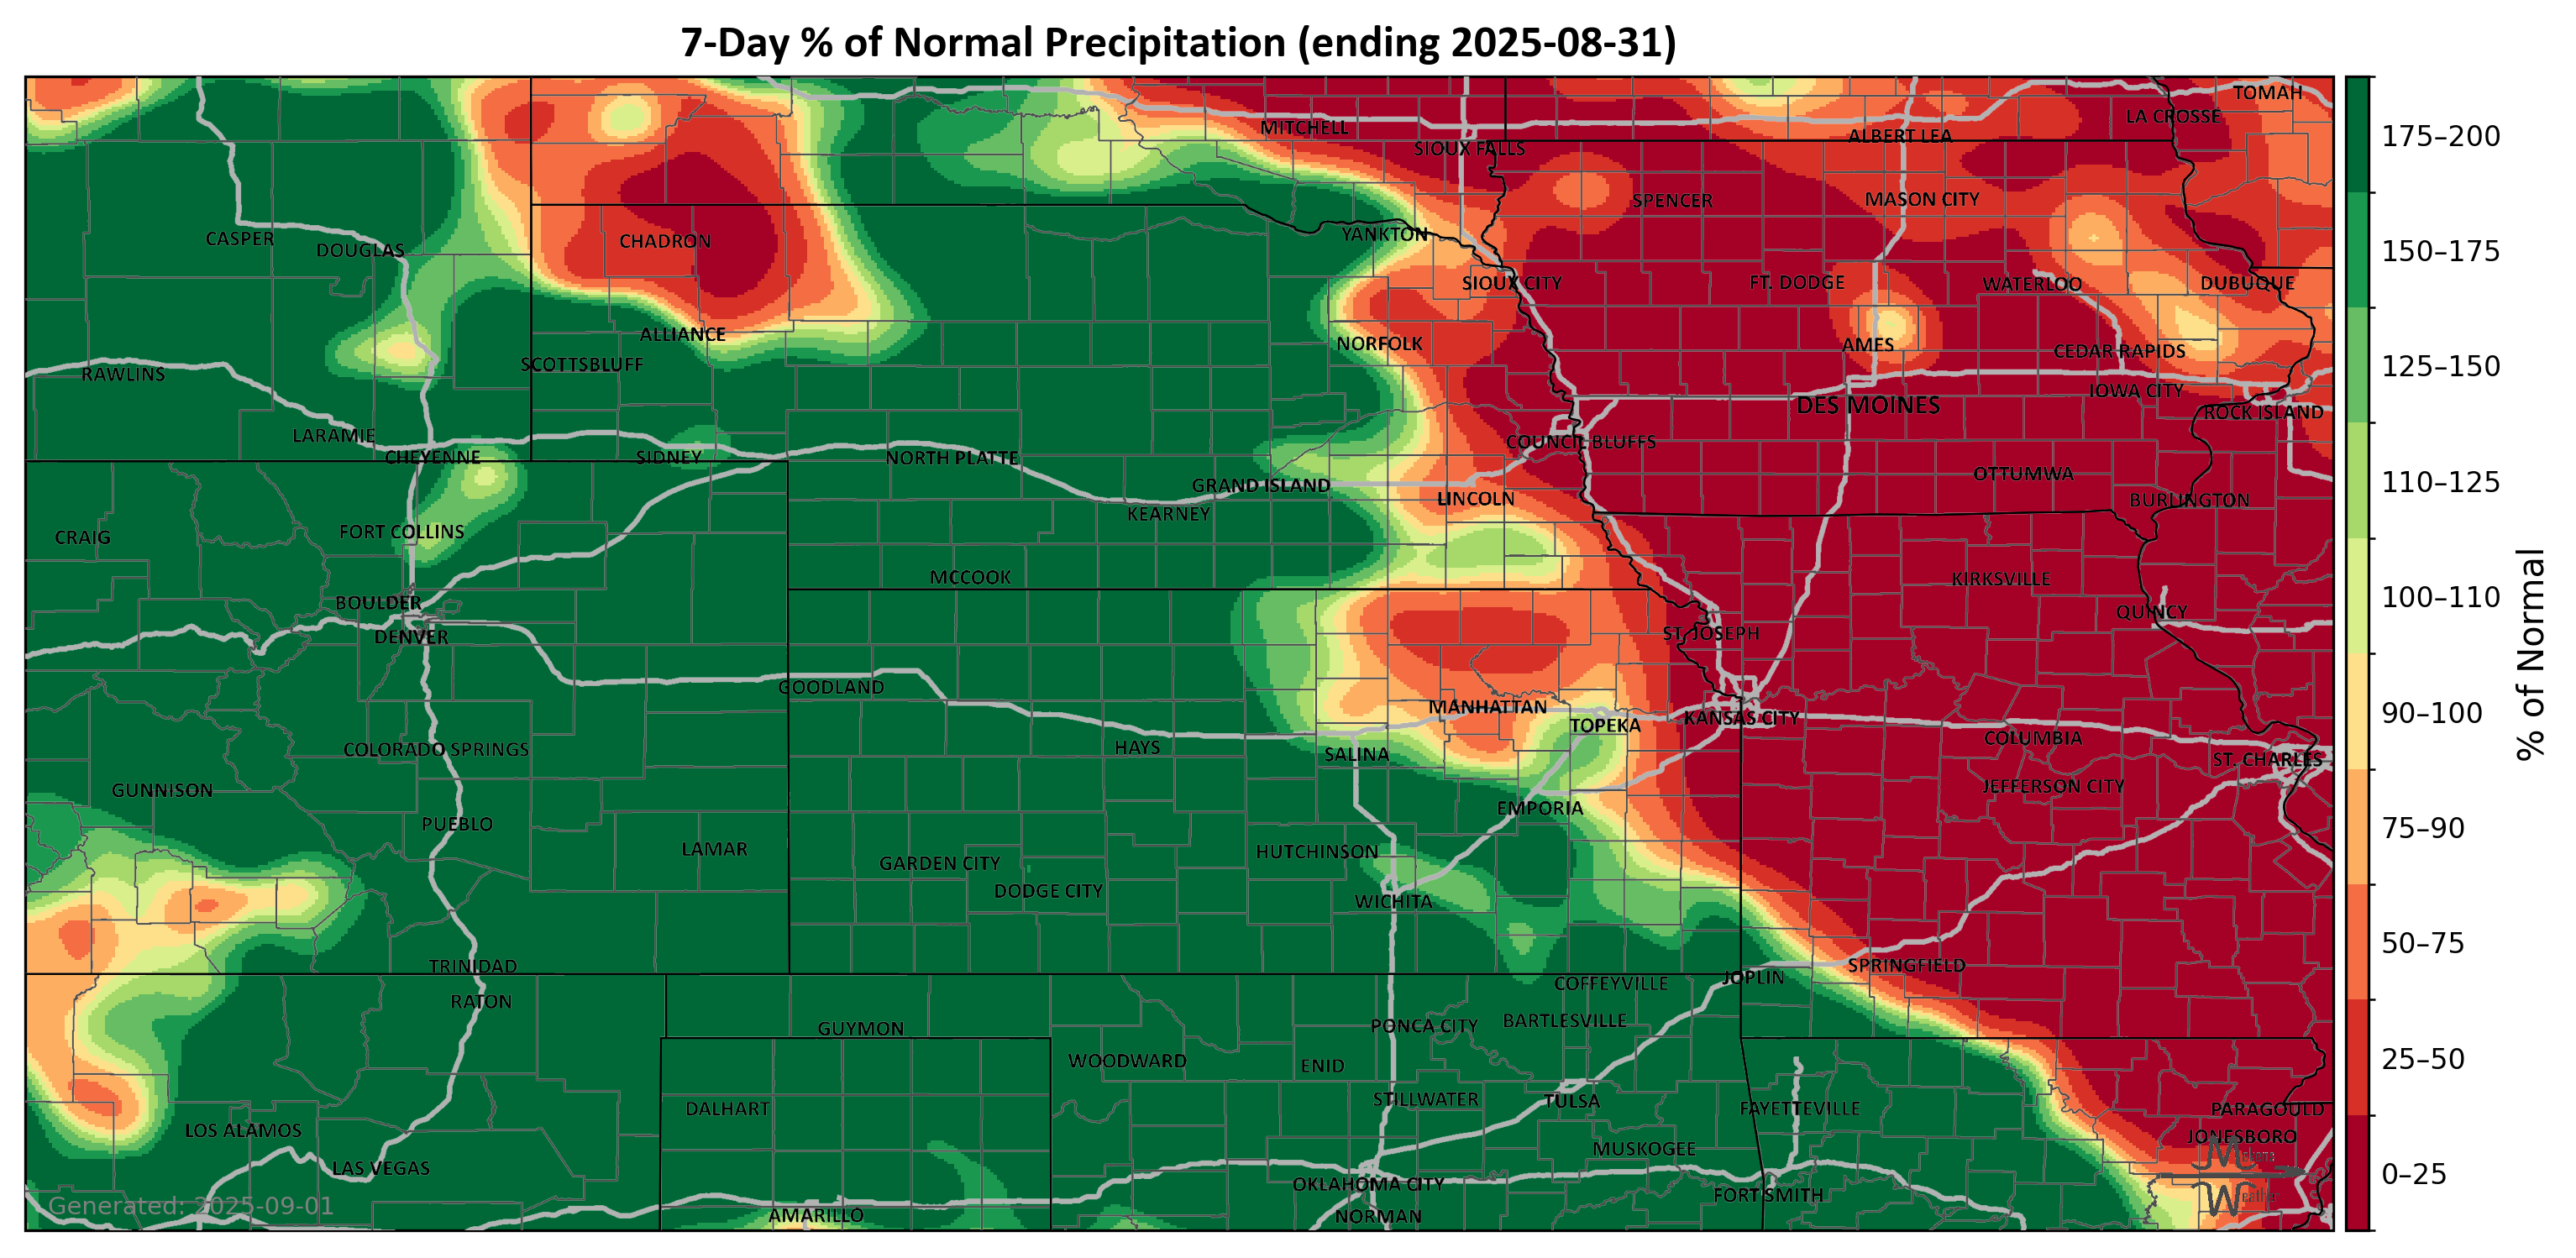 7-Day % of Normal Precipitation (ending 2025-08-31)
TOMAH
LA CROSSE
MITCHELL
ALBERT LEA
SIOUX FALLS
SPENCER
MASON CITY
CASPER
DOUGLAS
CHADRON
YANKTON
SIOUX CITY
FT. DODGE
WATERLOO
DUBUQUE
ALLIANCE
NORFOLK
AMES
CEDAR RAPIDS
SCOTTSBLUFF
RAWLINS
IOWA CITY
DES MOINES
ROCK ISLAND
LARAMIE
COUNCIL BLUFFS
CHEYENNE
SIDNEY
NORTH PLATTE
OTTUMWA
GRAND ISLAND
LINCOLN
BURLINGTON
KEARNEY
CRAIG
FORT COLLINS
MCCOOK
KIRKSVILLE
BOULDER
QUINCY
DENVER
ST. JOSEPH
GOODLAND
MANHATTAN
TOPEKA
KANSAS CITY
COLUMBIA
COLORADO SPRINGS
HAYS
SALINA
ST. CHARLES
GUNNISON
JEFFERSON CITY
EMPORIA
PUEBLO
LAMAR
HUTCHINSON
GARDEN CITY
DODGE CITY
WICHITA
TRINIDAD
SPRINGFIELD
JOPLIN
COFFEYVILLE
RATON
GUYMON
PONCA CITY
BARTLESVILLE
WOODWARD
ENID
DALHART
STILLWATER
TULSA
FAYETTEVILLE
PARAGOULD
LOS ALAMOS
JONESBORO
MUSKOGEE
LAS VEGAS
OKLAHOMA CITY
FORT SMITH
AMARILLO
NORMAN
Generated: 2025-09-01
175–200
150–175
125–150
110–125
100–110
90–100
75–90
50–75
25–50
0–25
% of Normal